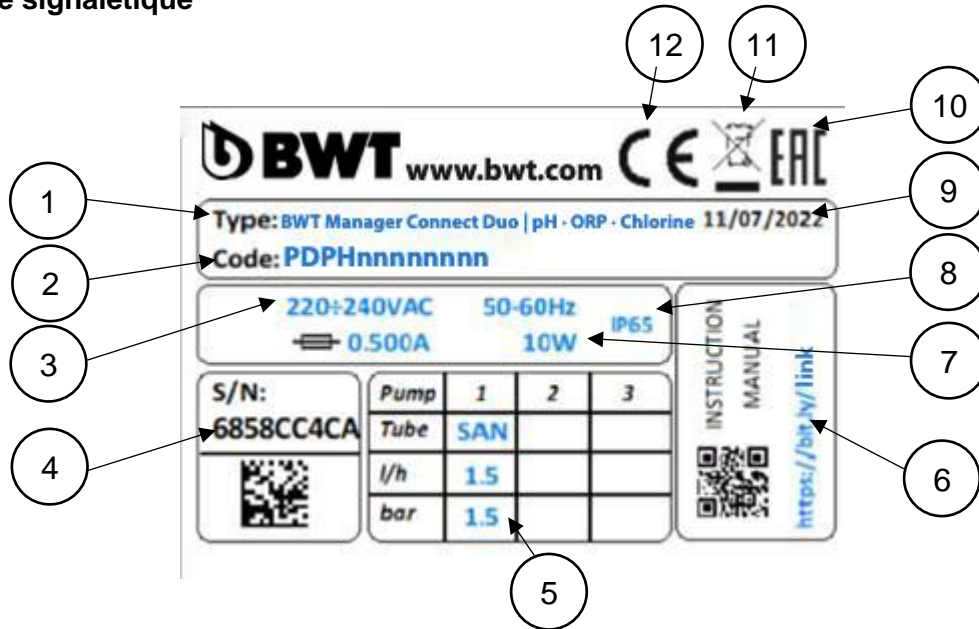 e signalétique
12 11
10
BWT www.bwt.com CE EAC
1
Type: BWT Manager Connect Duo | pH - ORP - Chlorine 11/07/2022
9
2
Code: PDPHnnnnnnnnn
3
220÷240VAC 50-60Hz IP65
8
0.500A 10W
7
4
S/N:
6858CC4CA
Pump 1 2 3
Tube SAN
l/h 1.5
bar 1.5
5
INSTRUCTION
MANUAL
https://bit.ly/link
6